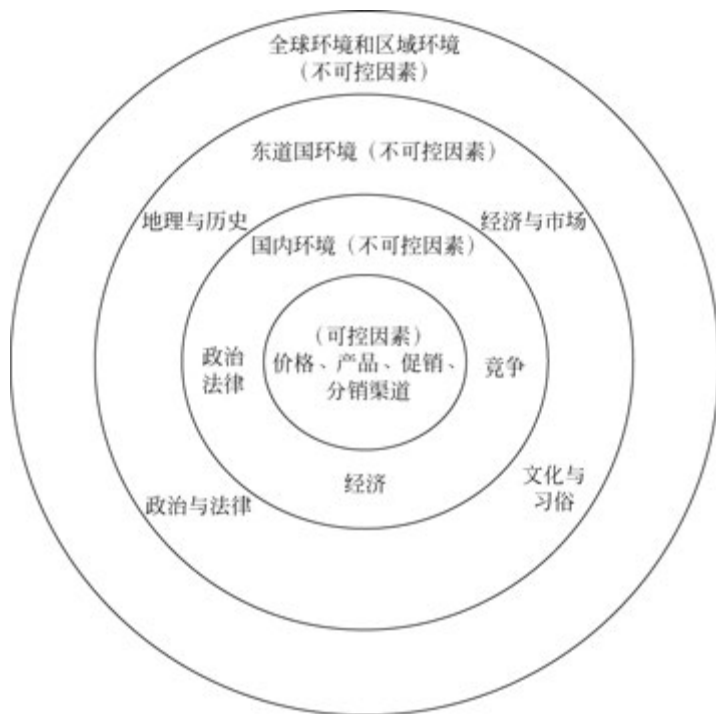 全球环境和区域环境
（不可控因素）
东道国环境（不可控因素）
地理与历史
经济与市场
国内环境（不可控因素）
（可控因素）
价格、产品、促销、
分销渠道
政治
法律
竞争
经济
政治与法律
文化与
习俗